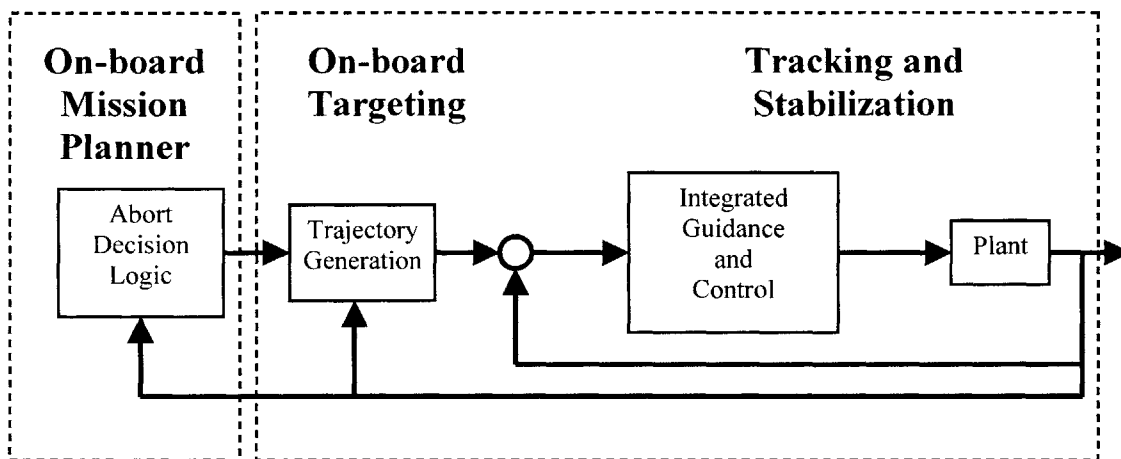 On-board
Mission
Planner
On-board
Targeting
Tracking and
Stabilization
Abort
Decision
Logic
Trajectory
Generation
Integrated
Guidance
and
Control
Plant